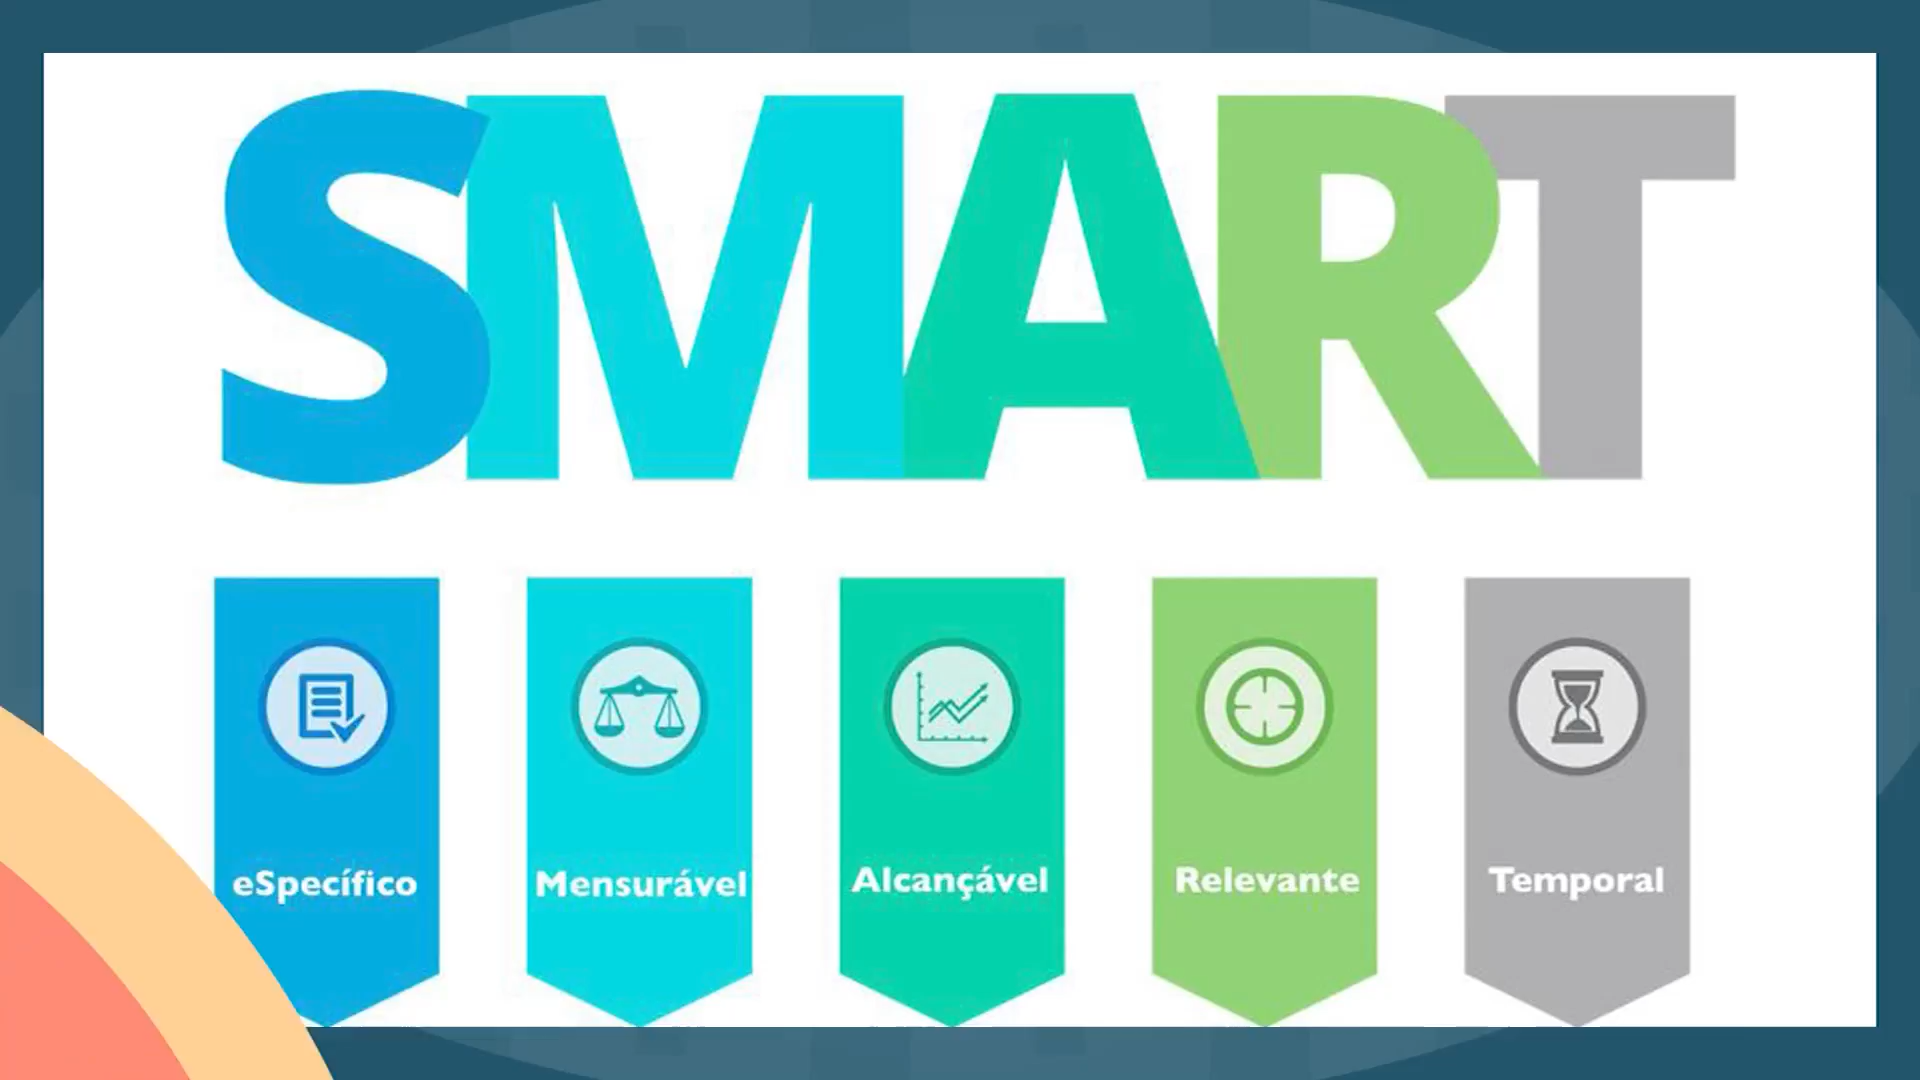 SMART
eSpecífico
Mensurável
Alcançável
Relevante
Temporal